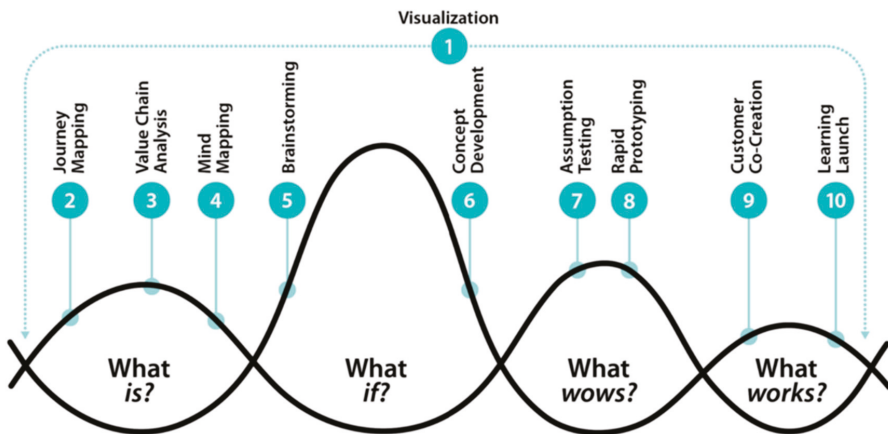 Visualization
1
Journey
Mapping
2
Value Chain
Analysis
3
Mind
Mapping
4
Brainstorming
5
Concept
Development
6
Assumption
Testing
7
Rapid
Prototyping
8
Customer
Co-Creation
9
Learning
Launch
10
What
is?
What
if?
What
wows?
What
works?